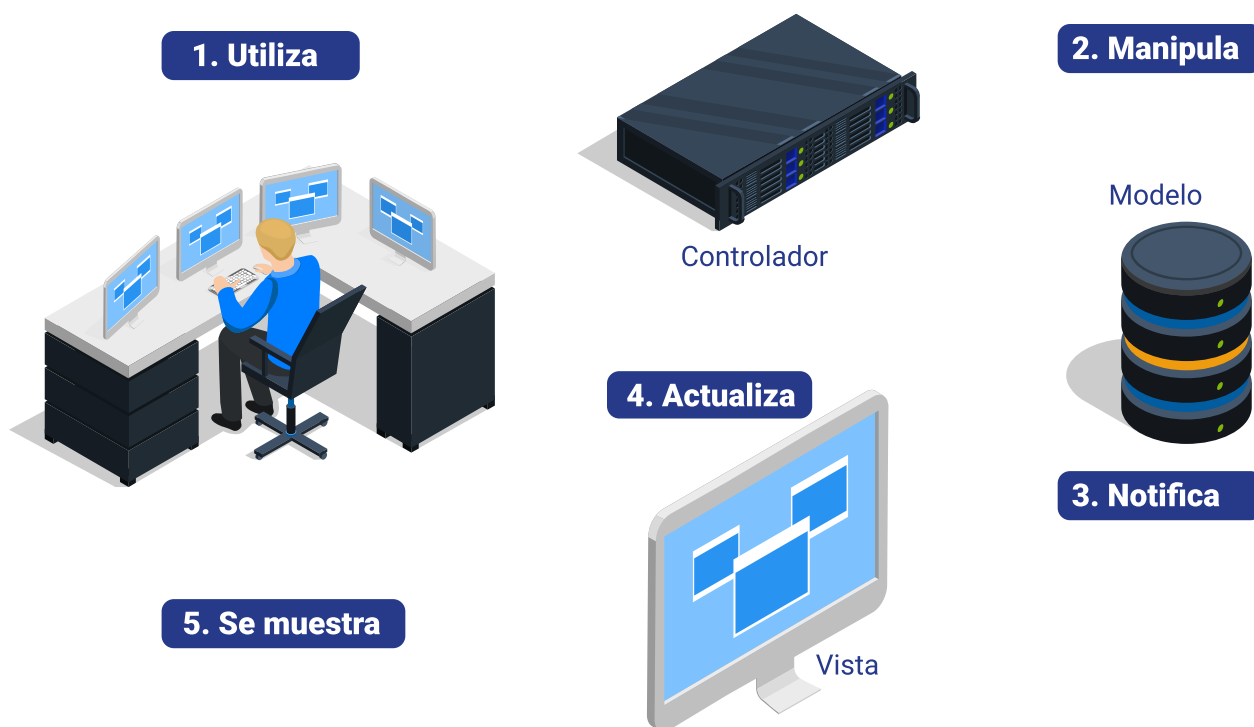 1. Utiliza
2. Manipula
Modelo
Controlador
4. Actualiza
3. Notifica
5. Se muestra
Vista